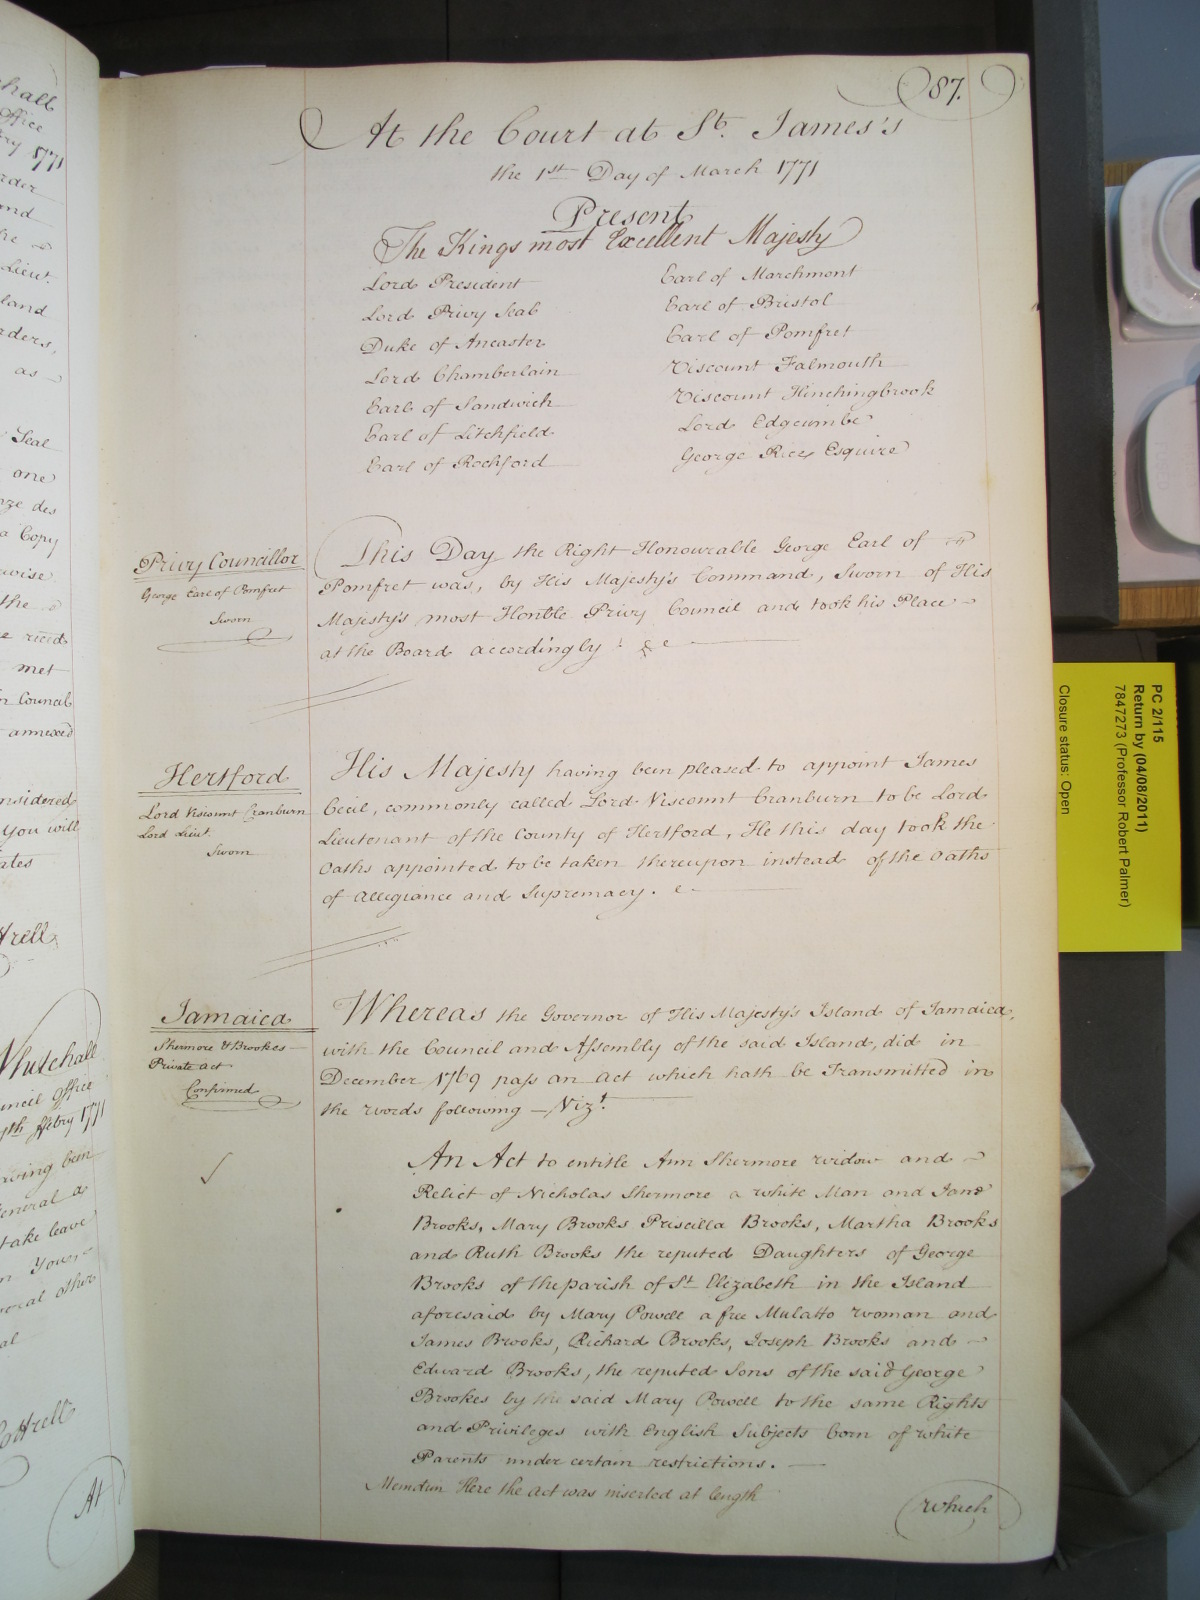 87.
At the Court at St. James's
the 1st Day of March 1771
Present
The Kings most Excellent Majesty
Lord President
Lord Privy Seal
Duke of Ancaster
Lord Chamberlain
Earl of Sandwich
Earl of Litchfield
Earl of Rochford
Earl of Marchmont
Earl of Bristol
Earl of Pomfret
Viscount Falmouth
Viscount Hinchingbrook
Lord Edgcumbe
George Rice Esquire
Privy Councillor
George Earl of Pomfret
Sworn
This Day the Right Honourable George Earl of
Pomfret was, by His Majesty's Command, Sworn of His
Majesty's most Honble Privy Council and took his Place
at the Board accordingly
Hertford
Lord Viscount Cranburn
Lord Lieut.
Sworn
His Majesty having been pleased to appoint James
Cecil, commonly called Lord Viscount Cranburn to be Lord
Lieutenant of the County of Hertford, He this day took the
Oaths appointed to be taken thereupon instead of the Oaths
of Allegiance and Supremacy.
Jamaica
Shermore & Brookes
Private Act
Confirmed
Whereas the Governor of His Majesty's Island of Jamaica,
with the Council and Assembly of the said Island, did in
December 1769 pass an Act which hath be Transmitted in
the words following — Vizt.
An Act to entitle Ann Shermore widow and
Relict of Nicholas Shermore a white Man and Jane
Brooks, Mary Brooks Priscilla Brooks, Martha Brooks
and Ruth Brooks the reputed Daughters of George
Brooks of the parish of St Elizabeth in the Island
aforesaid by Mary Powell a free Mulatto woman and
James Brooks, Richard Brooks, Joseph Brooks and
Edward Brooks, the reputed Sons of the said George
Brookes by the said Mary Powell to the same Rights
and Privileges with English Subjects born of white
Parents under certain restrictions.
Memdum Here the Act was inserted at length
which
PC 2/115
Return by (04/08/2011)
7847273 (Professor Robert Palmer)
Closure status: Open